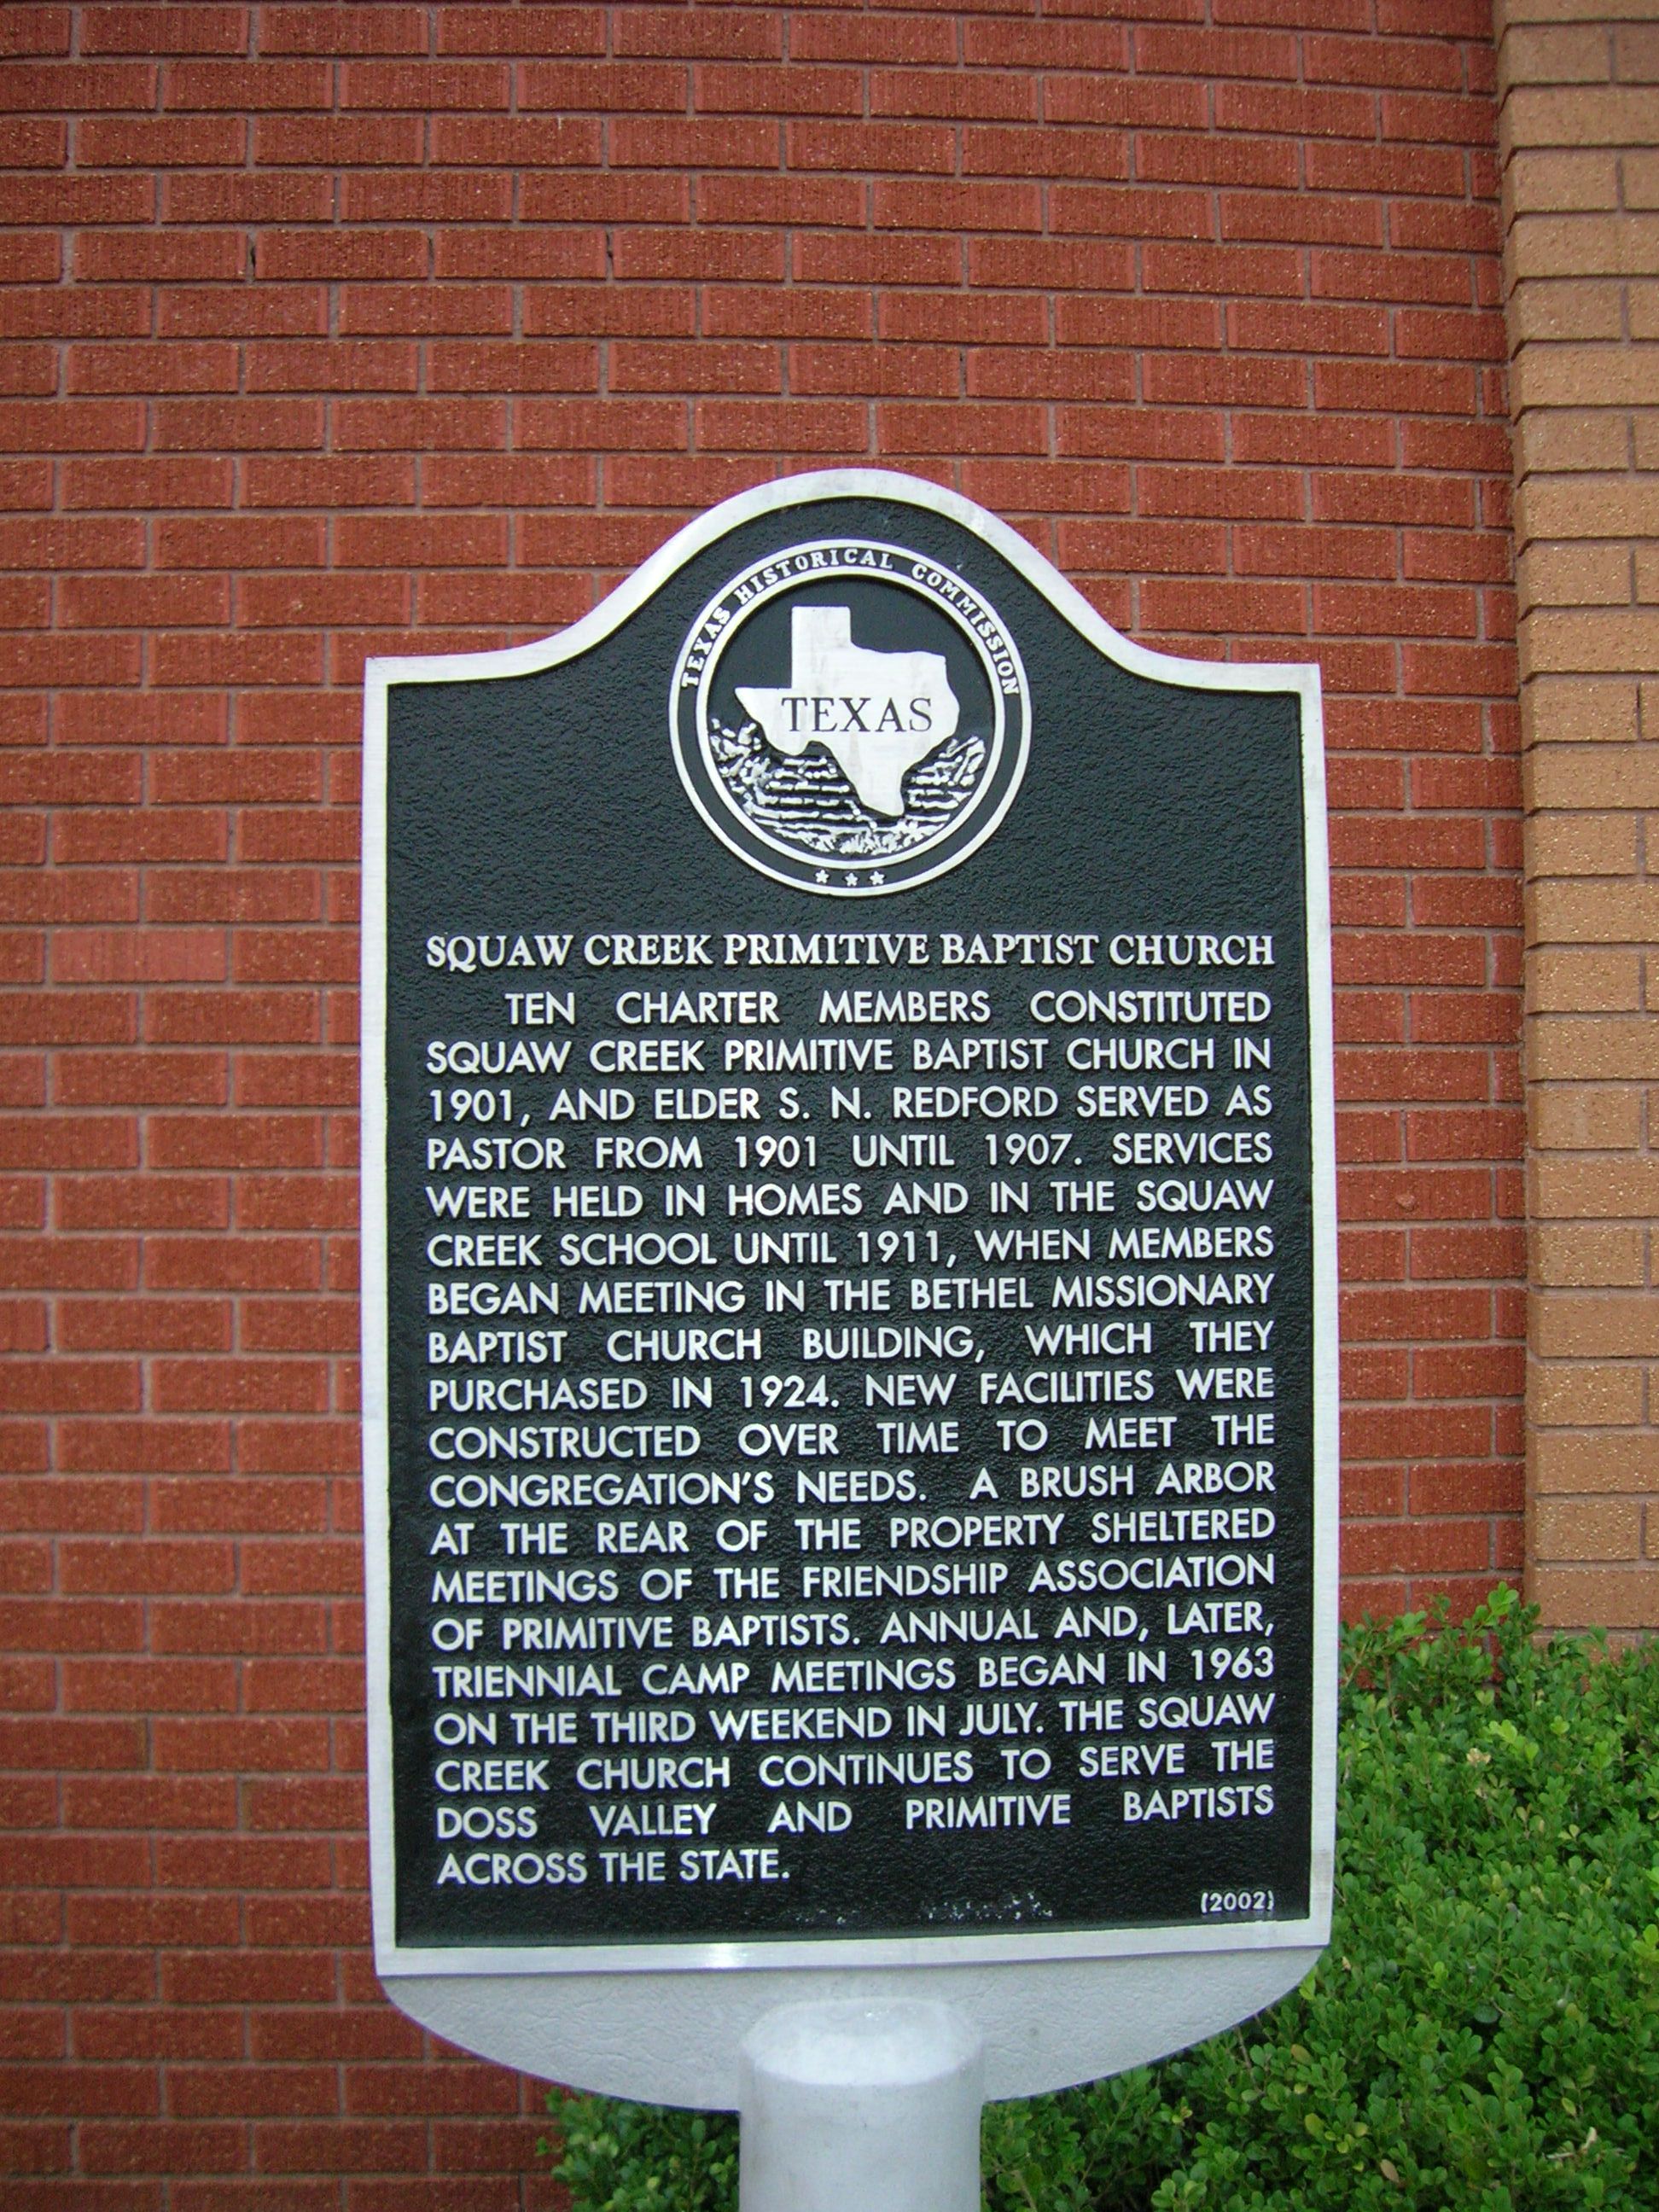 TEXAS HISTORICAL COMMISSION
TEXAS
SQUAW CREEK PRIMITIVE BAPTIST CHURCH
TEN CHARTER MEMBERS CONSTITUTED
SQUAW CREEK PRIMITIVE BAPTIST CHURCH IN
1901, AND ELDER S. N. REDFORD SERVED AS
PASTOR FROM 1901 UNTIL 1907. SERVICES
WERE HELD IN HOMES AND IN THE SQUAW
CREEK SCHOOL UNTIL 1911, WHEN MEMBERS
BEGAN MEETING IN THE BETHEL MISSIONARY
BAPTIST CHURCH BUILDING, WHICH THEY
PURCHASED IN 1924. NEW FACILITIES WERE
CONSTRUCTED OVER TIME TO MEET THE
CONGREGATION'S NEEDS. A BRUSH ARBOR
AT THE REAR OF THE PROPERTY SHELTERED
MEETINGS OF THE FRIENDSHIP ASSOCIATION
OF PRIMITIVE BAPTISTS. ANNUAL AND, LATER,
TRIENNIAL CAMP MEETINGS BEGAN IN 1963
ON THE THIRD WEEKEND IN JULY. THE SQUAW
CREEK CHURCH CONTINUES TO SERVE THE
DOSS VALLEY AND PRIMITIVE BAPTISTS
ACROSS THE STATE.
(2002)